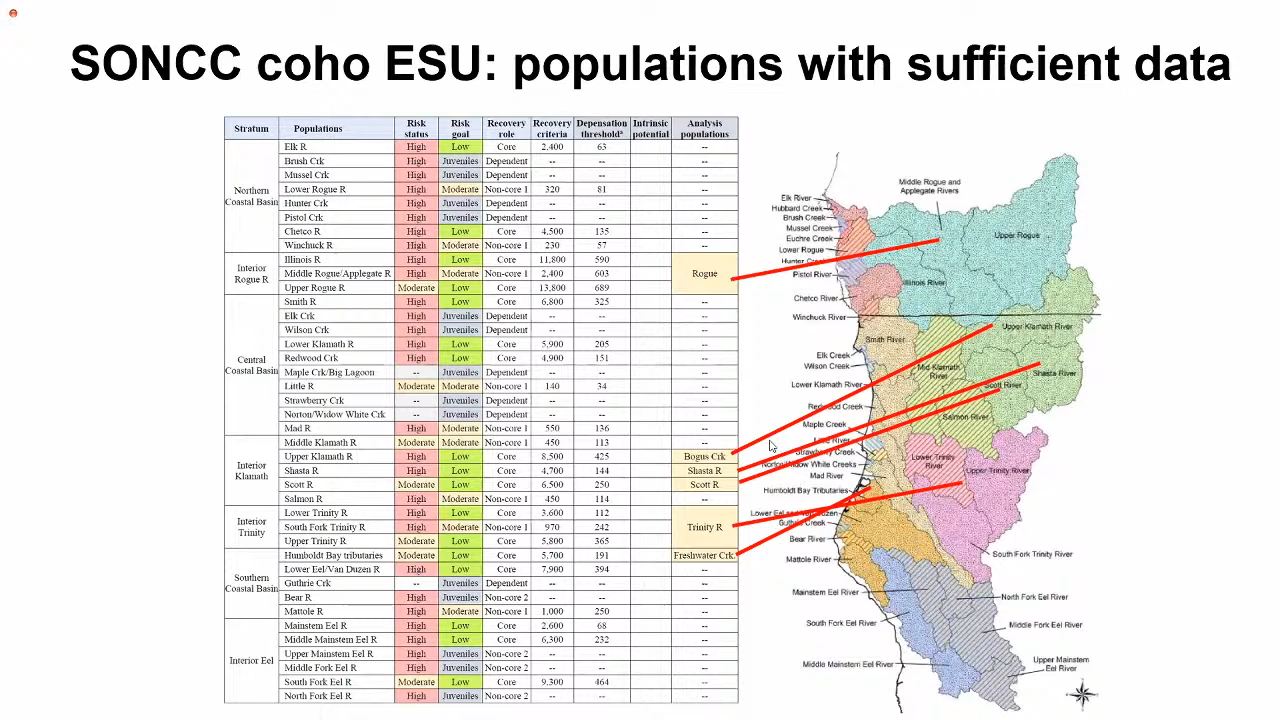 SONCC coho ESU: populations with sufficient data
Stratum Populations Risk status Risk goal Recovery role Recovery criteria Depensation thresholdᵃ Intrinsic potential Analysis populations
Northern Coastal Basin
Elk R High Low Core 2,400 63 --
Brush Crk High Juveniles Dependent -- -- --
Mussel Crk High Juveniles Dependent -- -- --
Lower Rogue R High Moderate Non-core 1 320 81 --
Hunter Crk High Juveniles Dependent -- -- --
Pistol Crk High Juveniles Dependent -- -- --
Chetco R High Low Core 4,500 135 --
Winchuck R High Moderate Non-core 1 230 57 --
Interior Rogue R
Illinois R High Low Core 11,800 590
Middle Rogue/Applegate R High Moderate Non-core 1 2,400 603 Rogue
Upper Rogue R Moderate Low Core 13,800 689
Central Coastal Basin
Smith R High Low Core 6,800 325 --
Elk Crk High Juveniles Dependent -- -- --
Wilson Crk High Juveniles Dependent -- -- --
Lower Klamath R High Low Core 5,900 205 --
Redwood Crk High Low Core 4,900 151 --
Maple Crk/Big Lagoon -- Juveniles Dependent -- -- --
Little R Moderate Moderate Non-core 1 140 34 --
Strawberry Crk -- Juveniles Dependent -- -- --
Norton/Widow White Crk -- Juveniles Dependent -- -- --
Mad R High Moderate Non-core 1 550 136 --
Interior Klamath
Middle Klamath R Moderate Moderate Non-core 1 450 113 --
Upper Klamath R High Low Core 8,500 425 Bogus Crk
Shasta R High Low Core 4,700 144 Shasta R
Scott R Moderate Low Core 6,500 250 Scott R
Salmon R High Moderate Non-core 1 450 114 --
Interior Trinity
Lower Trinity R High Low Core 3,600 112
South Fork Trinity R High Moderate Non-core 1 970 242 Trinity R
Upper Trinity R Moderate Low Core 5,800 365
Southern Coastal Basin
Humboldt Bay tributaries Moderate Low Core 5,700 191 Freshwater Crk.
Lower Eel/Van Duzen R High Low Core 7,900 394 --
Guthrie Crk -- Juveniles Dependent -- -- --
Bear R High Juveniles Non-core 2 -- -- --
Mattole R High Moderate Non-core 1 1,000 250 --
Interior Eel
Mainstem Eel R High Low Core 2,600 68 --
Middle Mainstem Eel R High Low Core 6,300 232 --
Upper Mainstem Eel R High Juveniles Non-core 2 -- -- --
Middle Fork Eel R High Juveniles Non-core 2 -- -- --
South Fork Eel R Moderate Low Core 9,300 464 --
North Fork Eel R High Juveniles Non-core 2 -- -- --
Middle Rogue and
Applegate Rivers
Elk River
Hubbard Creek
Brush Creek
Mussel Creek
Euchre Creek
Upper Rogue
Lower Rogue
Hunter
Pistol River
Illinois River
Chetco River
Winchuck River
Upper Klamath River
Smith River
Elk Creek
Wilson Creek
Mid Klamath
River
Shasta River
Lower Klamath River
Scott River
Redwood Creek
Salmon River
Maple Creek
River
Strawberry Creek
Norton/Widow White Creeks
Lower Trinity
River
Upper Trinity River
Mad River
Humboldt Bay Tributaries
Lower Eel and Duzen
Guthrie Creek
Bear River
South Fork Trinity River
Mattole River
Mainstem Eel River
North Fork Eel River
South Fork Eel River
Middle Fork Eel River
Middle Mainstem Eel River
Upper Mainstem
Eel River